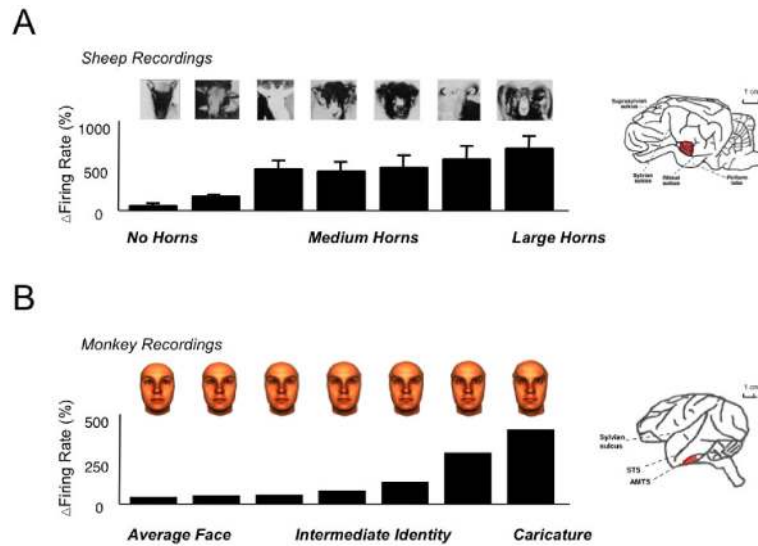 A
Sheep Recordings
△Firing Rate (%)
1000
500
0
No Horns
Medium Horns
Large Horns
Suprasylvian
sulcus
1 cm
Sylvian
sulcus
Rhinal
sulcus
Piriform
lobe
B
Monkey Recordings
△Firing Rate (%)
500
250
0
Average Face
Intermediate Identity
Caricature
1 cm
Sylvian
sulcus
STS
AMTS